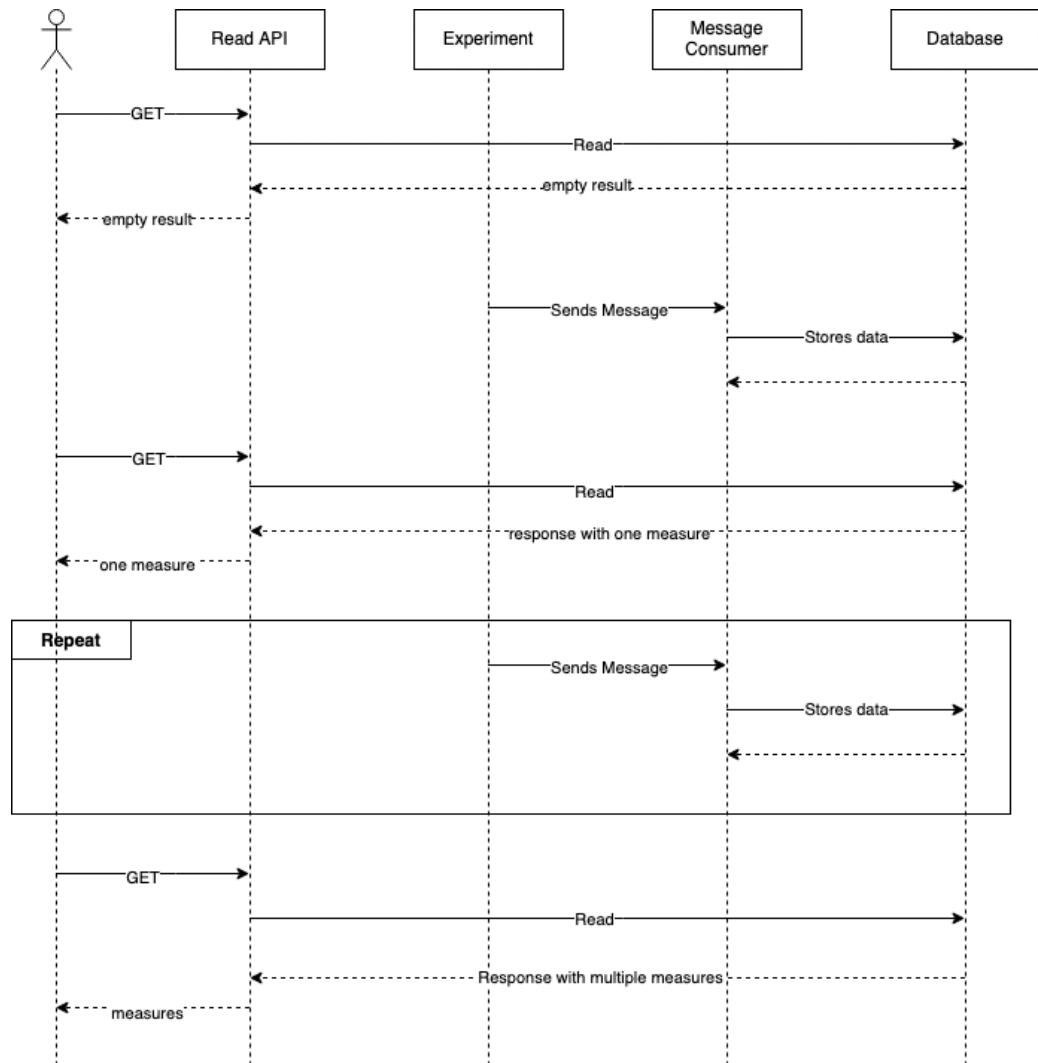 Read API
Experiment
Message
Consumer
Database
GET
Read
empty result
empty result
Sends Message
Stores data
GET
Read
response with one measure
one measure
Repeat
Sends Message
Stores data
GET
Read
Response with multiple measures
measures